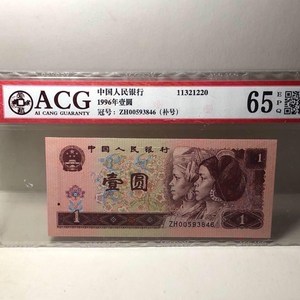 ACG
AI CANG GUARANTY
中国人民银行 11321220
1996年壹圆
冠号：ZH00593846（补号）
65 EPQ
中国人民银行
1
壹圆
1
ZH00593846